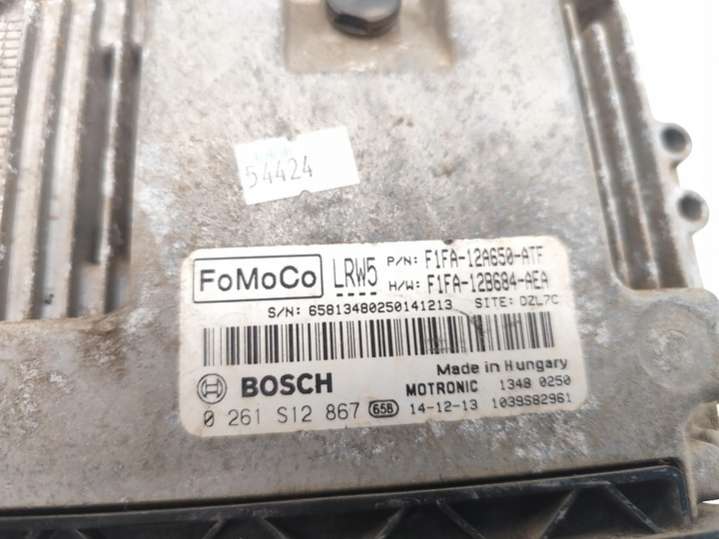 54424
FoMoCo LRW5 P/N: F1FA-12A650-ATF
H/W: F1FA-12B684-AEA
S/N: 65813480250141213 SITE: DZL7C
Made in Hungary
BOSCH MOTRONIC 1348 0250
0 261 S12 867 658 14-12-13 1039S82961